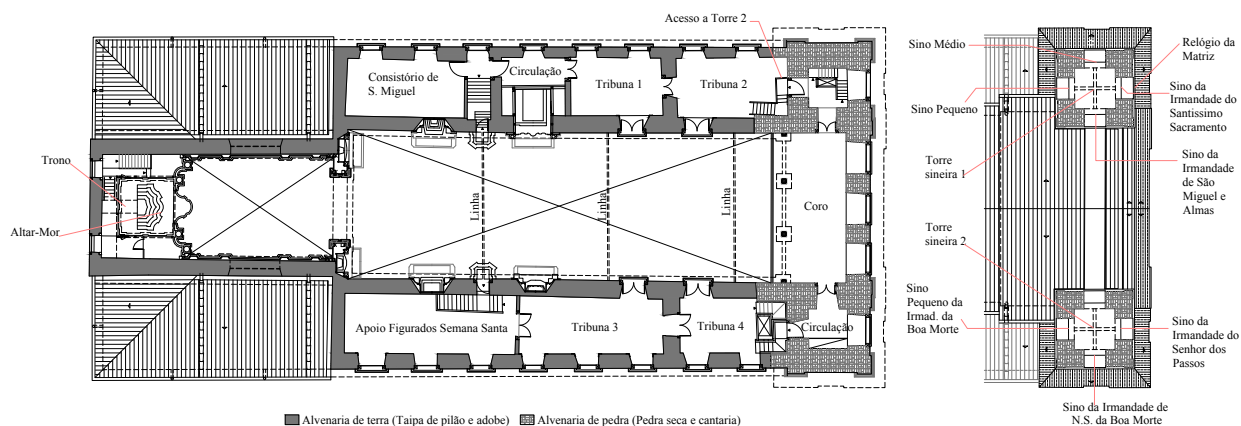 Acesso a Torre 2
Consistório de
S. Miguel
Circulação
Tribuna 1
Tribuna 2
Trono
Altar-Mor
Linha
Linha
Linha
Coro
Apoio Figurados Semana Santa
Tribuna 3
Tribuna 4
Circulação
Alvenaria de terra (Taipa de pilão e adobe)
Alvenaria de pedra (Pedra seca e cantaria)
Sino Médio
Sino Pequeno
Torre
sineira 1
Torre
sineira 2
Sino
Pequeno da
Irmad. da
Boa Morte
Relógio da
Matriz
Sino da
Irmandade do
Santissimo
Sacramento
Sino da
Irmandade
de São
Miguel e
Almas
Sino da
Irmandade do
Senhor dos
Passos
Sino da Irmandade de
N.S. da Boa Morte